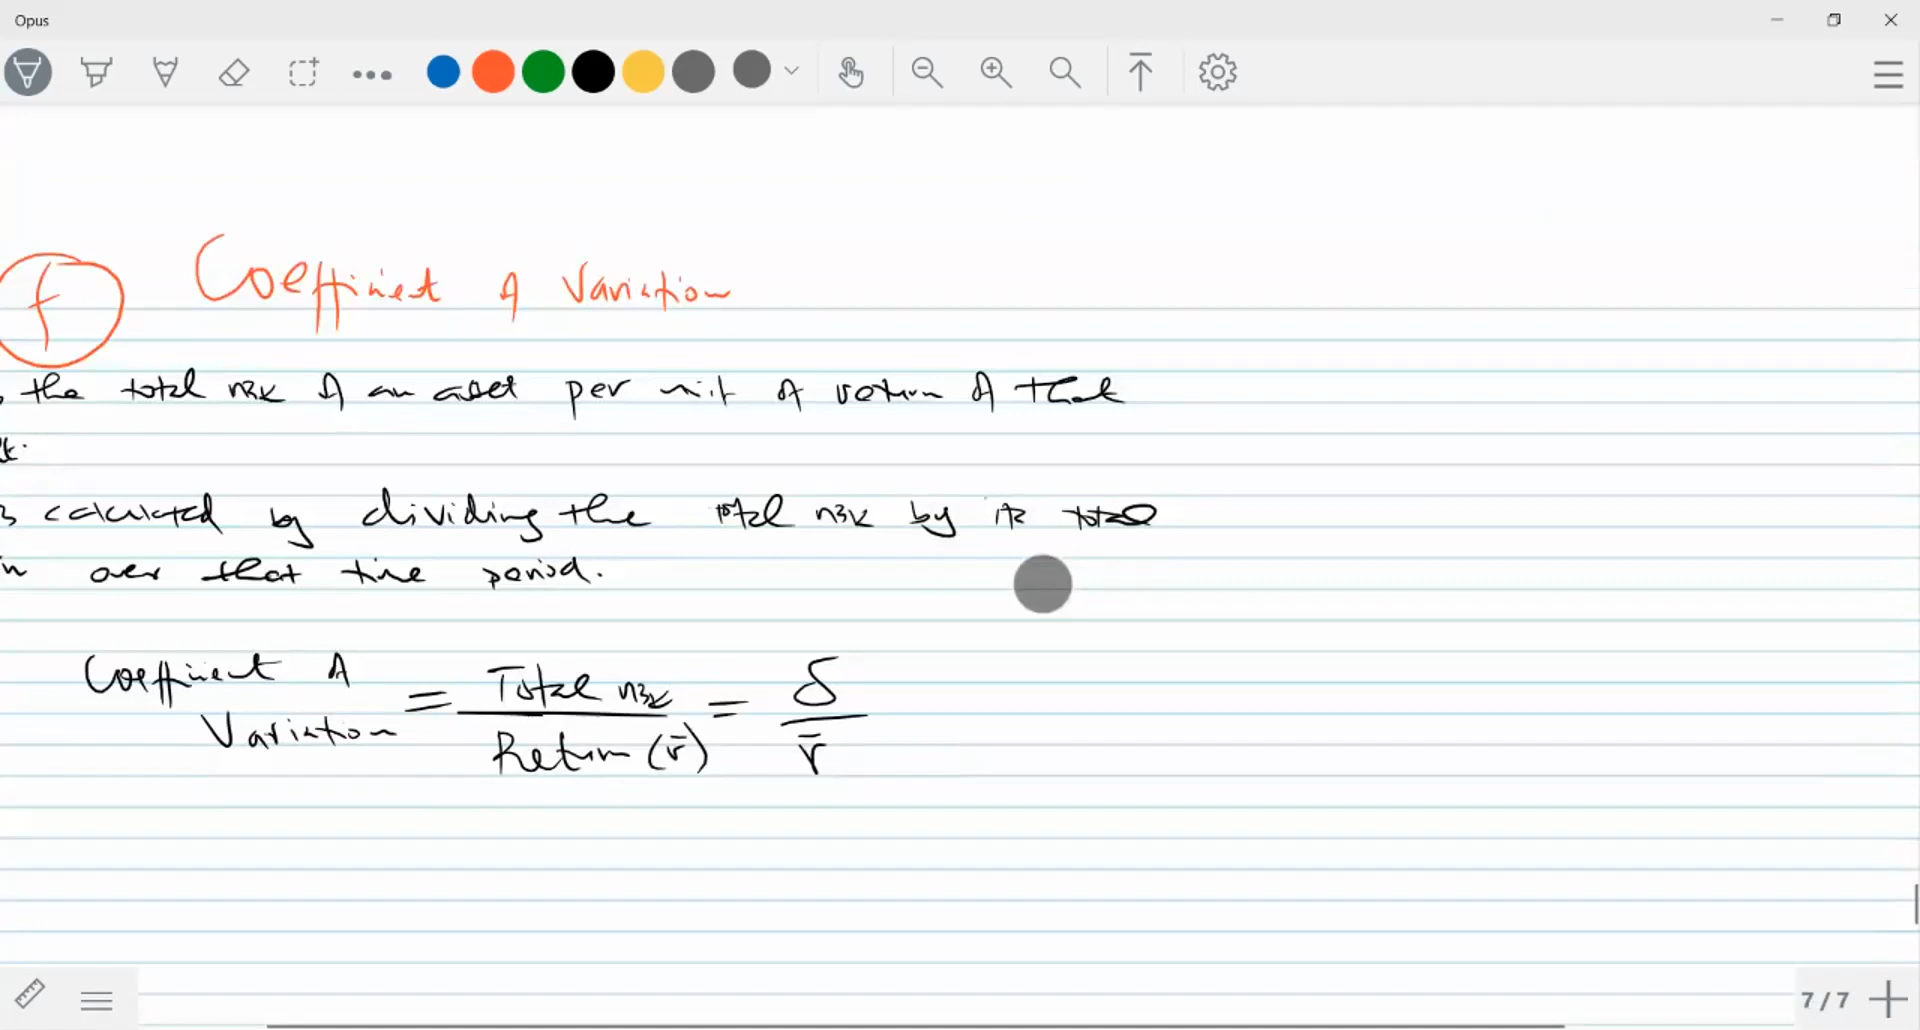 Opus
f Coefficient of Variation
the total risk of an asset per unit of return of that
calculated by dividing the total risk by its total
over that time period.
Coefficient of Variation = Total risk / Return (r̄) = δ / r̄
7 / 7